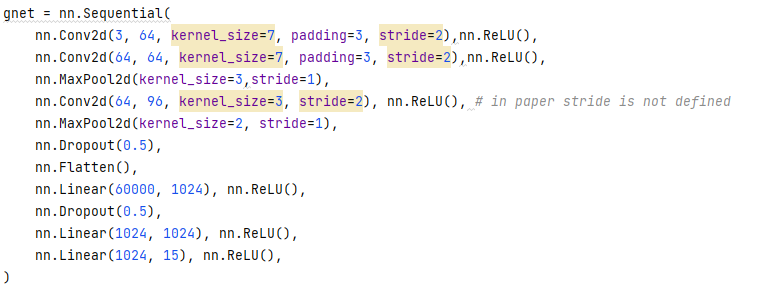 gnet = nn.Sequential(
    nn.Conv2d(3, 64, kernel_size=7, padding=3, stride=2),nn.ReLU(),
    nn.Conv2d(64, 64, kernel_size=7, padding=3, stride=2),nn.ReLU(),
    nn.MaxPool2d(kernel_size=3,stride=1),
    nn.Conv2d(64, 96, kernel_size=3, stride=2), nn.ReLU(), # in paper stride is not defined
    nn.MaxPool2d(kernel_size=2, stride=1),
    nn.Dropout(0.5),
    nn.Flatten(),
    nn.Linear(60000, 1024), nn.ReLU(),
    nn.Dropout(0.5),
    nn.Linear(1024, 1024), nn.ReLU(),
    nn.Linear(1024, 15), nn.ReLU(),
)